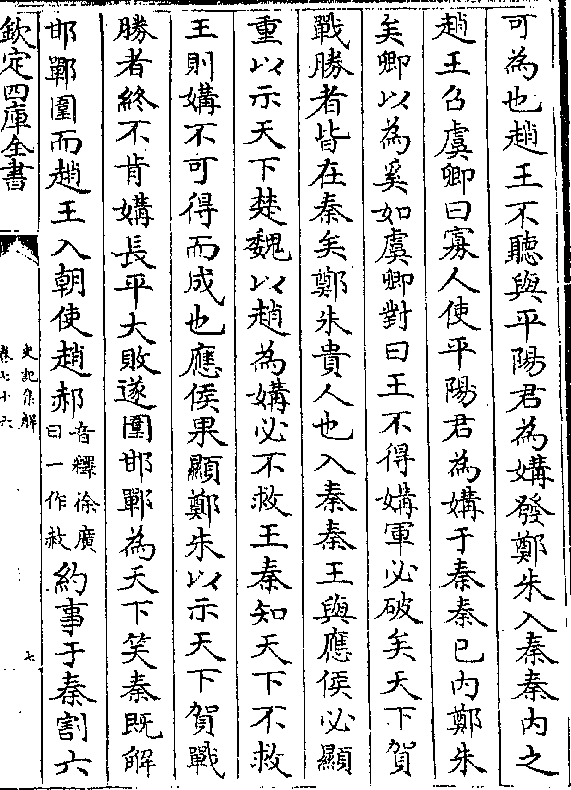 可為也趙王不聽與平陽君為媾發鄭朱入秦秦内之
趙王召虞卿曰寡人使平陽君為媾于秦秦已内鄭朱
矣卿以為奚如虞卿對曰王不得媾軍必破矣天下賀
戰勝者皆在秦矣鄭朱貴人也入秦秦王與應侯必顯
重以示天下楚魏以趙為媾必不救王秦知天下不救
王則媾不可得而成也應侯果顯鄭朱以示天下賀戰
勝者終不肯媾長平大敗遂圍邯鄲為天下笑秦既解
邯鄲圍而趙王入朝使趙郝音釋徐廣曰一作赦約事于秦割六
欽定四庫全書
史記集解
卷七十六
七